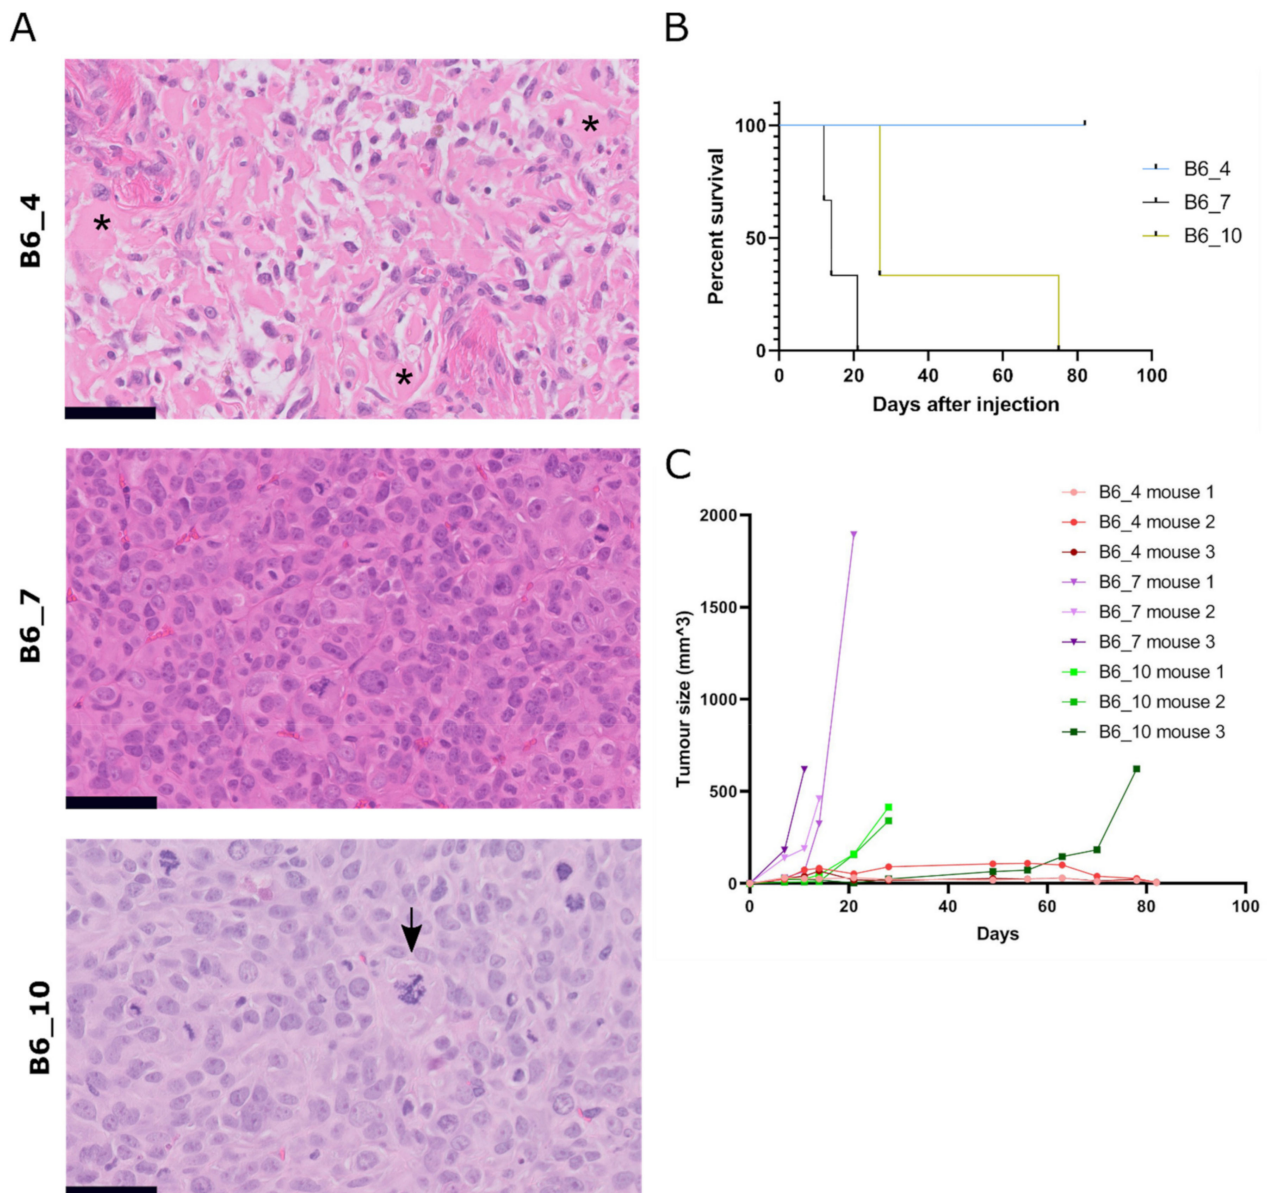 A
B6_4
*
*
*
B6_7
B6_10
B
Percent survival
100
50
0
0 20 40 60 80 100
Days after injection
B6_4
B6_7
B6_10
C
Tumour size (mm^3)
2000
1500
1000
500
0
0 20 40 60 80 100
Days
B6_4 mouse 1
B6_4 mouse 2
B6_4 mouse 3
B6_7 mouse 1
B6_7 mouse 2
B6_7 mouse 3
B6_10 mouse 1
B6_10 mouse 2
B6_10 mouse 3